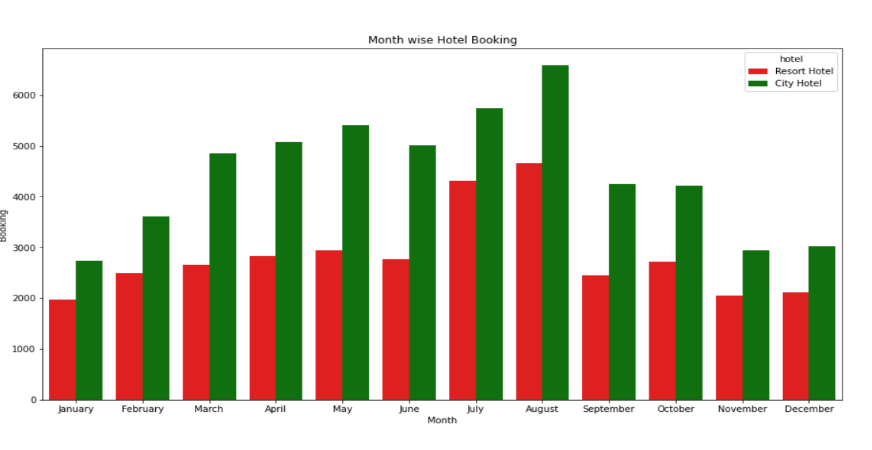 Month wise Hotel Booking
hotel
Resort Hotel
City Hotel
6000
5000
4000
3000
2000
1000
0
Booking
January February March April May June July August September October November December
Month